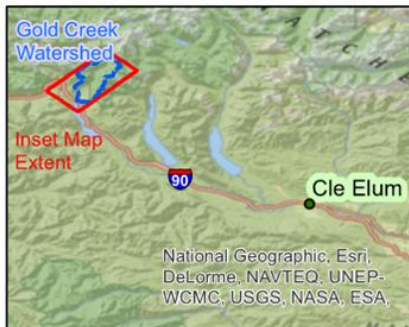 Gold Creek
Watershed
ATCHE
Inset Map
Extent
90
Cle Elum
National Geographic, Esri,
DeLorme, NAVTEQ, UNEP-
WCMC, USGS, NASA, ESA,